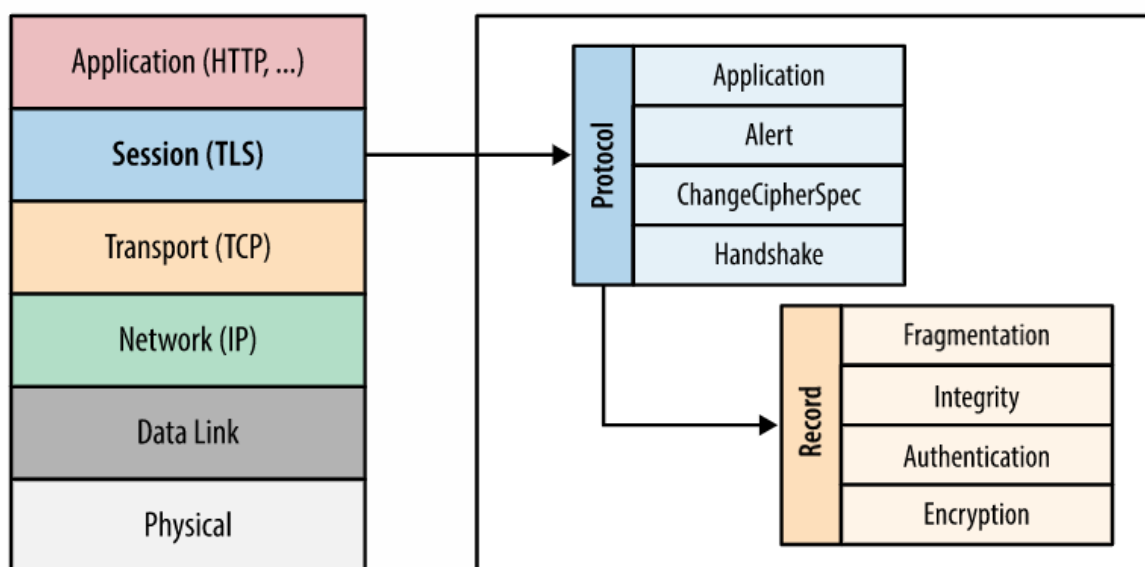 Application (HTTP, ...)
Session (TLS)
Transport (TCP)
Network (IP)
Data Link
Physical
Protocol
Application
Alert
ChangeCipherSpec
Handshake
Record
Fragmentation
Integrity
Authentication
Encryption